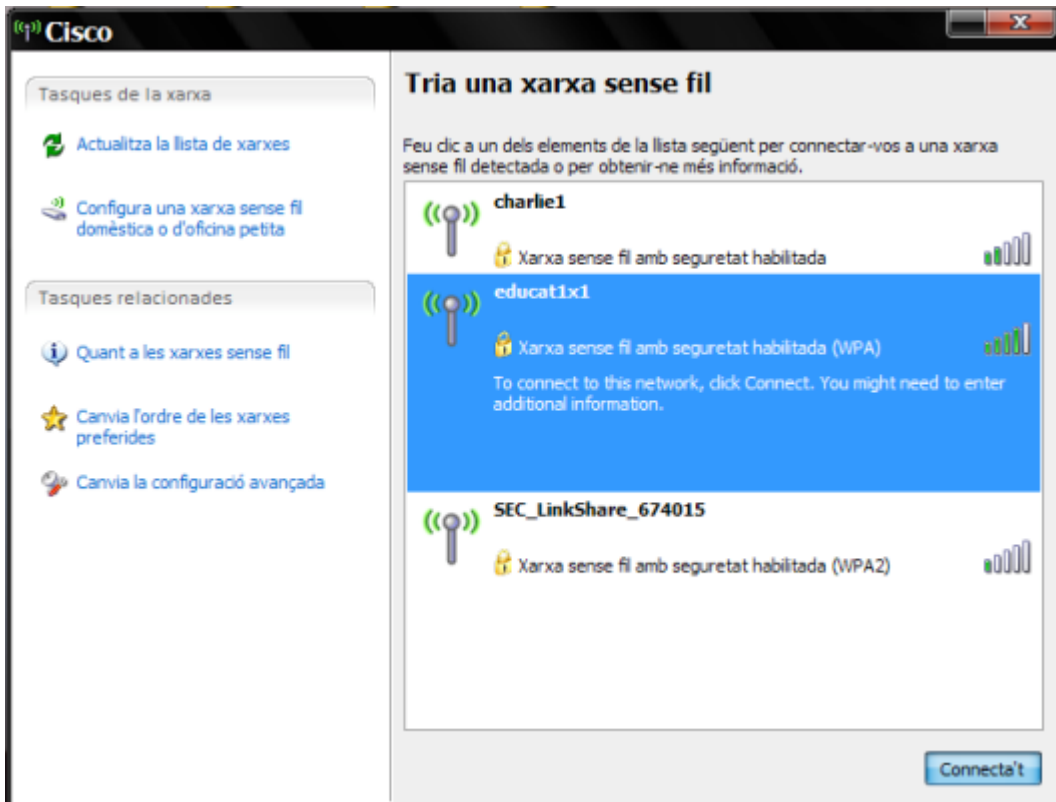 Cisco
Tasques de la xarxa
Actualitza la llista de xarxes
Configura una xarxa sense fil
domèstica o d'oficina petita
Tasques relacionades
Quant a les xarxes sense fil
Canvia l'ordre de les xarxes
preferides
Canvia la configuració avançada
Tria una xarxa sense fil
Feu clic a un dels elements de la llista següent per connectar-vos a una xarxa
sense fil detectada o per obtenir-ne més informació.
charlie1
Xarxa sense fil amb seguretat habilitada
educat1x1
Xarxa sense fil amb seguretat habilitada (WPA)
To connect to this network, click Connect. You might need to enter
additional information.
SEC_LinkShare_674015
Xarxa sense fil amb seguretat habilitada (WPA2)
Connecta't